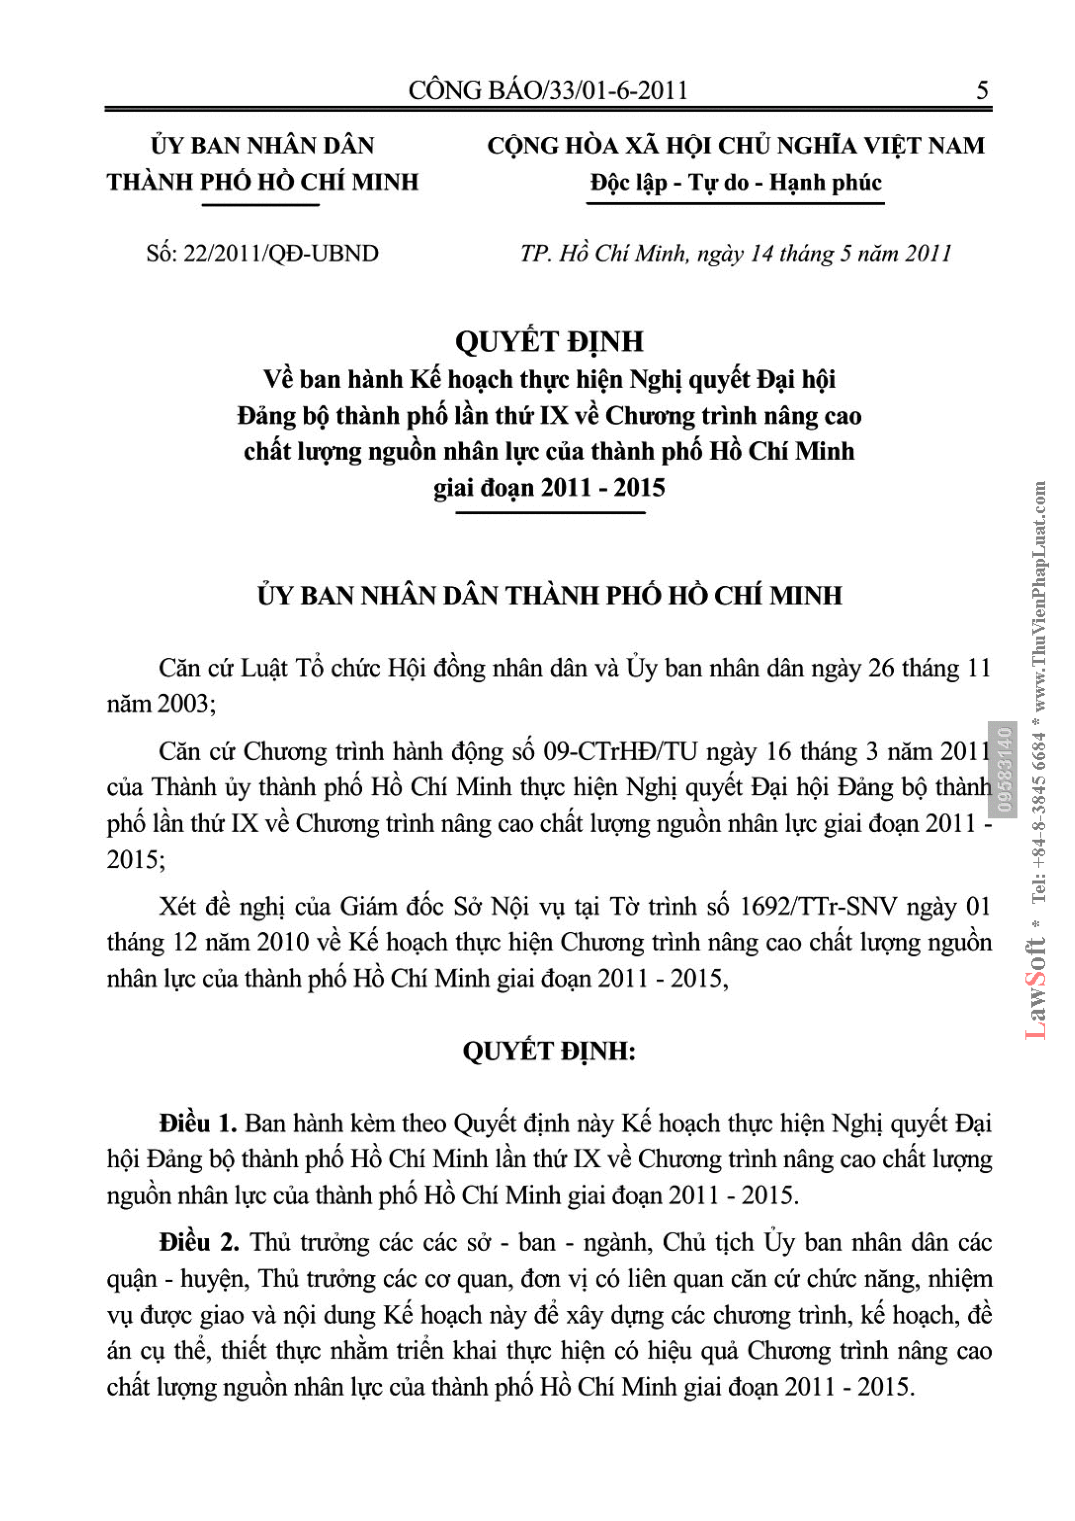 CÔNG BÁO/33/01-6-2011 5
ỦY BAN NHÂN DÂN
THÀNH PHỐ HỒ CHÍ MINH
CỘNG HÒA XÃ HỘI CHỦ NGHĨA VIỆT NAM
Độc lập - Tự do - Hạnh phúc
Số: 22/2011/QĐ-UBND
TP. Hồ Chí Minh, ngày 14 tháng 5 năm 2011
QUYẾT ĐỊNH
Về ban hành Kế hoạch thực hiện Nghị quyết Đại hội
Đảng bộ thành phố lần thứ IX về Chương trình nâng cao
chất lượng nguồn nhân lực của thành phố Hồ Chí Minh
giai đoạn 2011 - 2015
ỦY BAN NHÂN DÂN THÀNH PHỐ HỒ CHÍ MINH
Căn cứ Luật Tổ chức Hội đồng nhân dân và Ủy ban nhân dân ngày 26 tháng 11
năm 2003;
Căn cứ Chương trình hành động số 09-CTrHĐ/TU ngày 16 tháng 3 năm 2011
của Thành ủy thành phố Hồ Chí Minh thực hiện Nghị quyết Đại hội Đảng bộ thành
phố lần thứ IX về Chương trình nâng cao chất lượng nguồn nhân lực giai đoạn 2011 -
2015;
Xét đề nghị của Giám đốc Sở Nội vụ tại Tờ trình số 1692/TTr-SNV ngày 01
tháng 12 năm 2010 về Kế hoạch thực hiện Chương trình nâng cao chất lượng nguồn
nhân lực của thành phố Hồ Chí Minh giai đoạn 2011 - 2015,
QUYẾT ĐỊNH:
Điều 1. Ban hành kèm theo Quyết định này Kế hoạch thực hiện Nghị quyết Đại
hội Đảng bộ thành phố Hồ Chí Minh lần thứ IX về Chương trình nâng cao chất lượng
nguồn nhân lực của thành phố Hồ Chí Minh giai đoạn 2011 - 2015.
Điều 2. Thủ trưởng các các sở - ban - ngành, Chủ tịch Ủy ban nhân dân các
quận - huyện, Thủ trưởng các cơ quan, đơn vị có liên quan căn cứ chức năng, nhiệm
vụ được giao và nội dung Kế hoạch này để xây dựng các chương trình, kế hoạch, đề
án cụ thể, thiết thực nhằm triển khai thực hiện có hiệu quả Chương trình nâng cao
chất lượng nguồn nhân lực của thành phố Hồ Chí Minh giai đoạn 2011 - 2015.
09583140
LawSoft * Tel: +84-8-3845 6684 * www.ThuVienPhapLuat.com